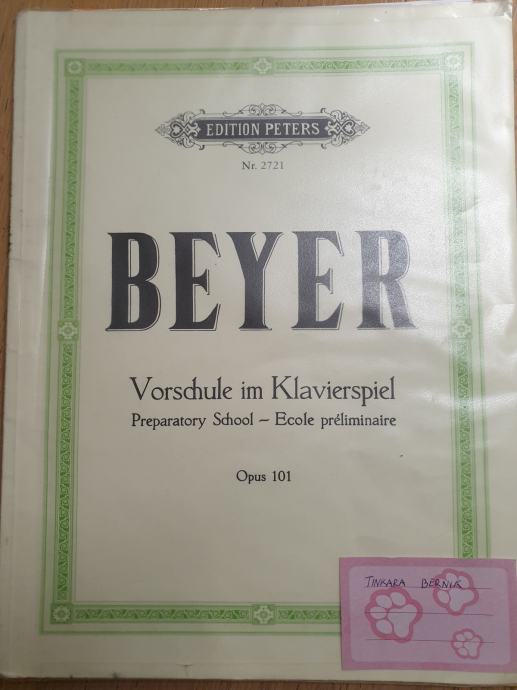 EDITION PETERS
Nr. 2721
BEYER
Vorschule im Klavierspiel
Preparatory School – Ecole préliminaire
Opus 101
TINKARA BERNIK